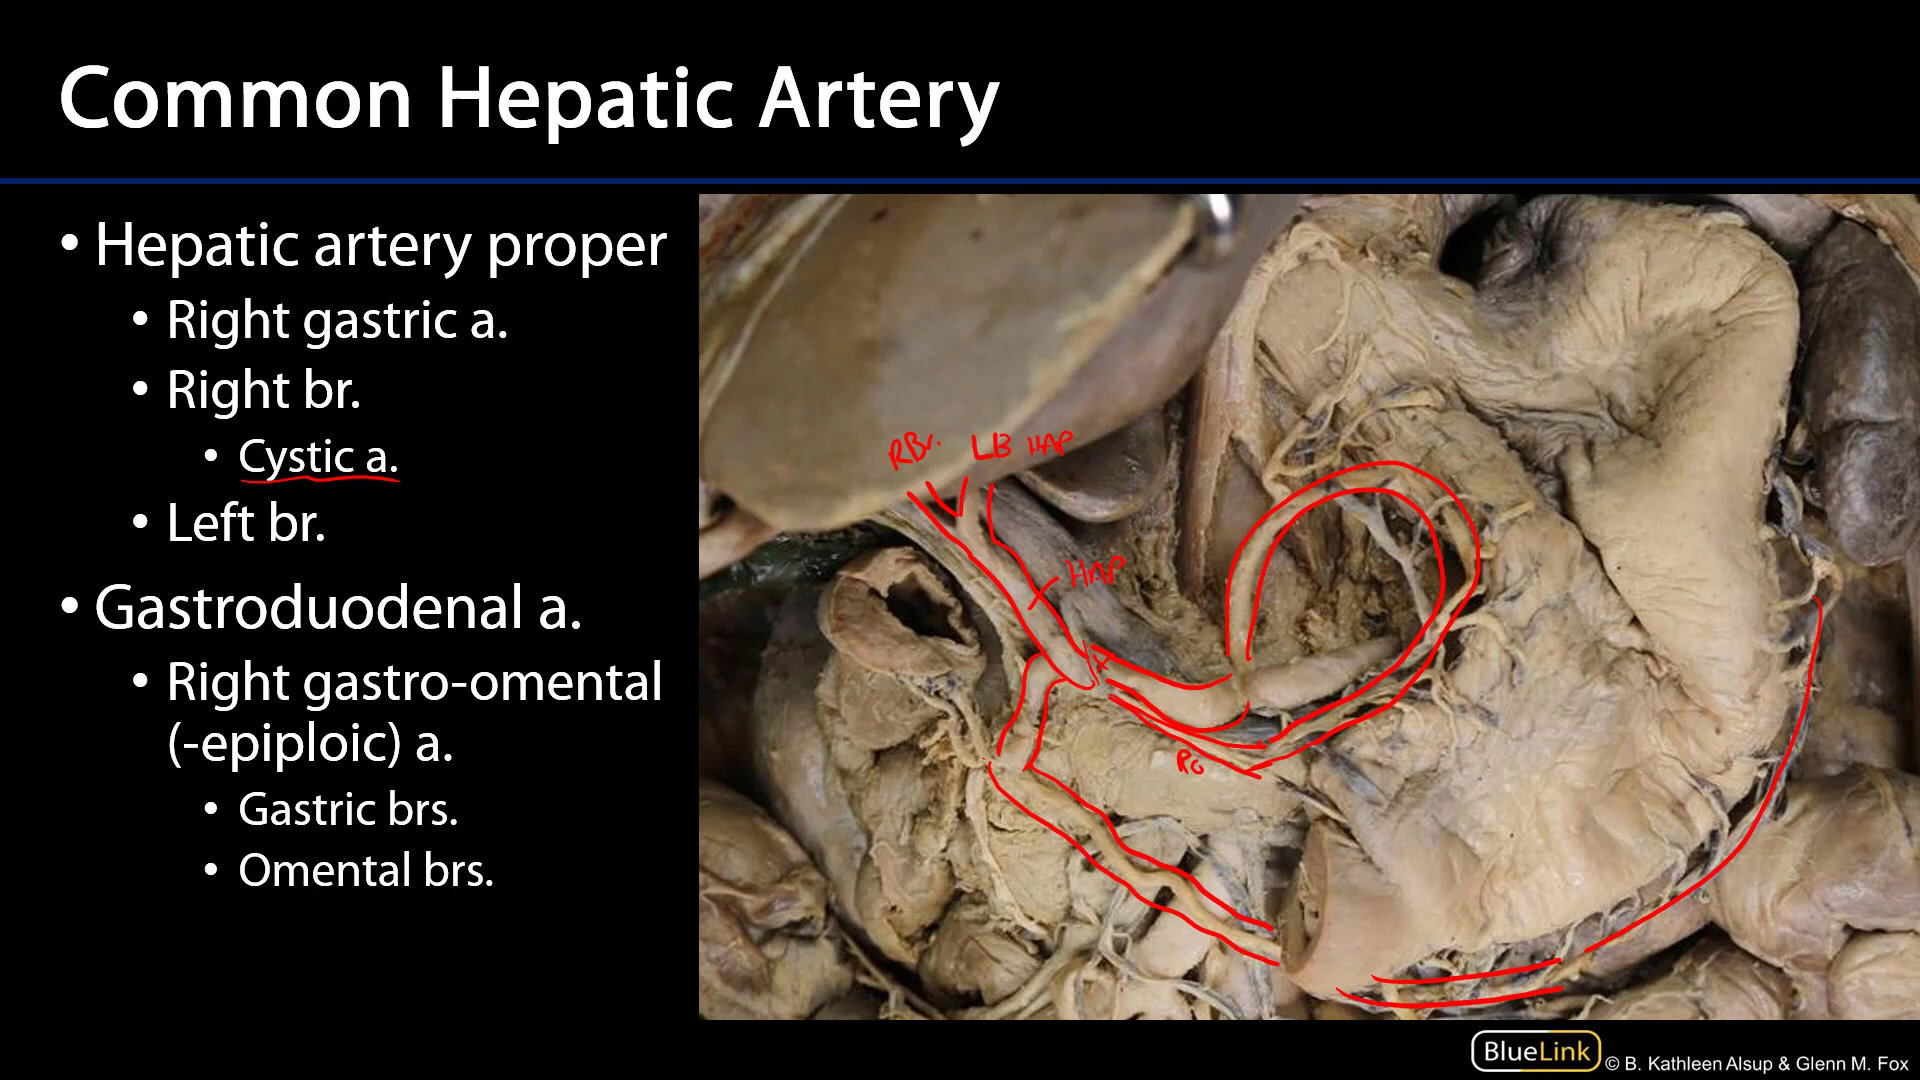 Common Hepatic Artery
• Hepatic artery proper
• Right gastric a.
• Right br.
• Cystic a.
• Left br.
• Gastroduodenal a.
• Right gastro-omental
(-epiploic) a.
• Gastric brs.
• Omental brs.
RBr. LB HAP
HAP
RG
BlueLink © B. Kathleen Alsup & Glenn M. Fox